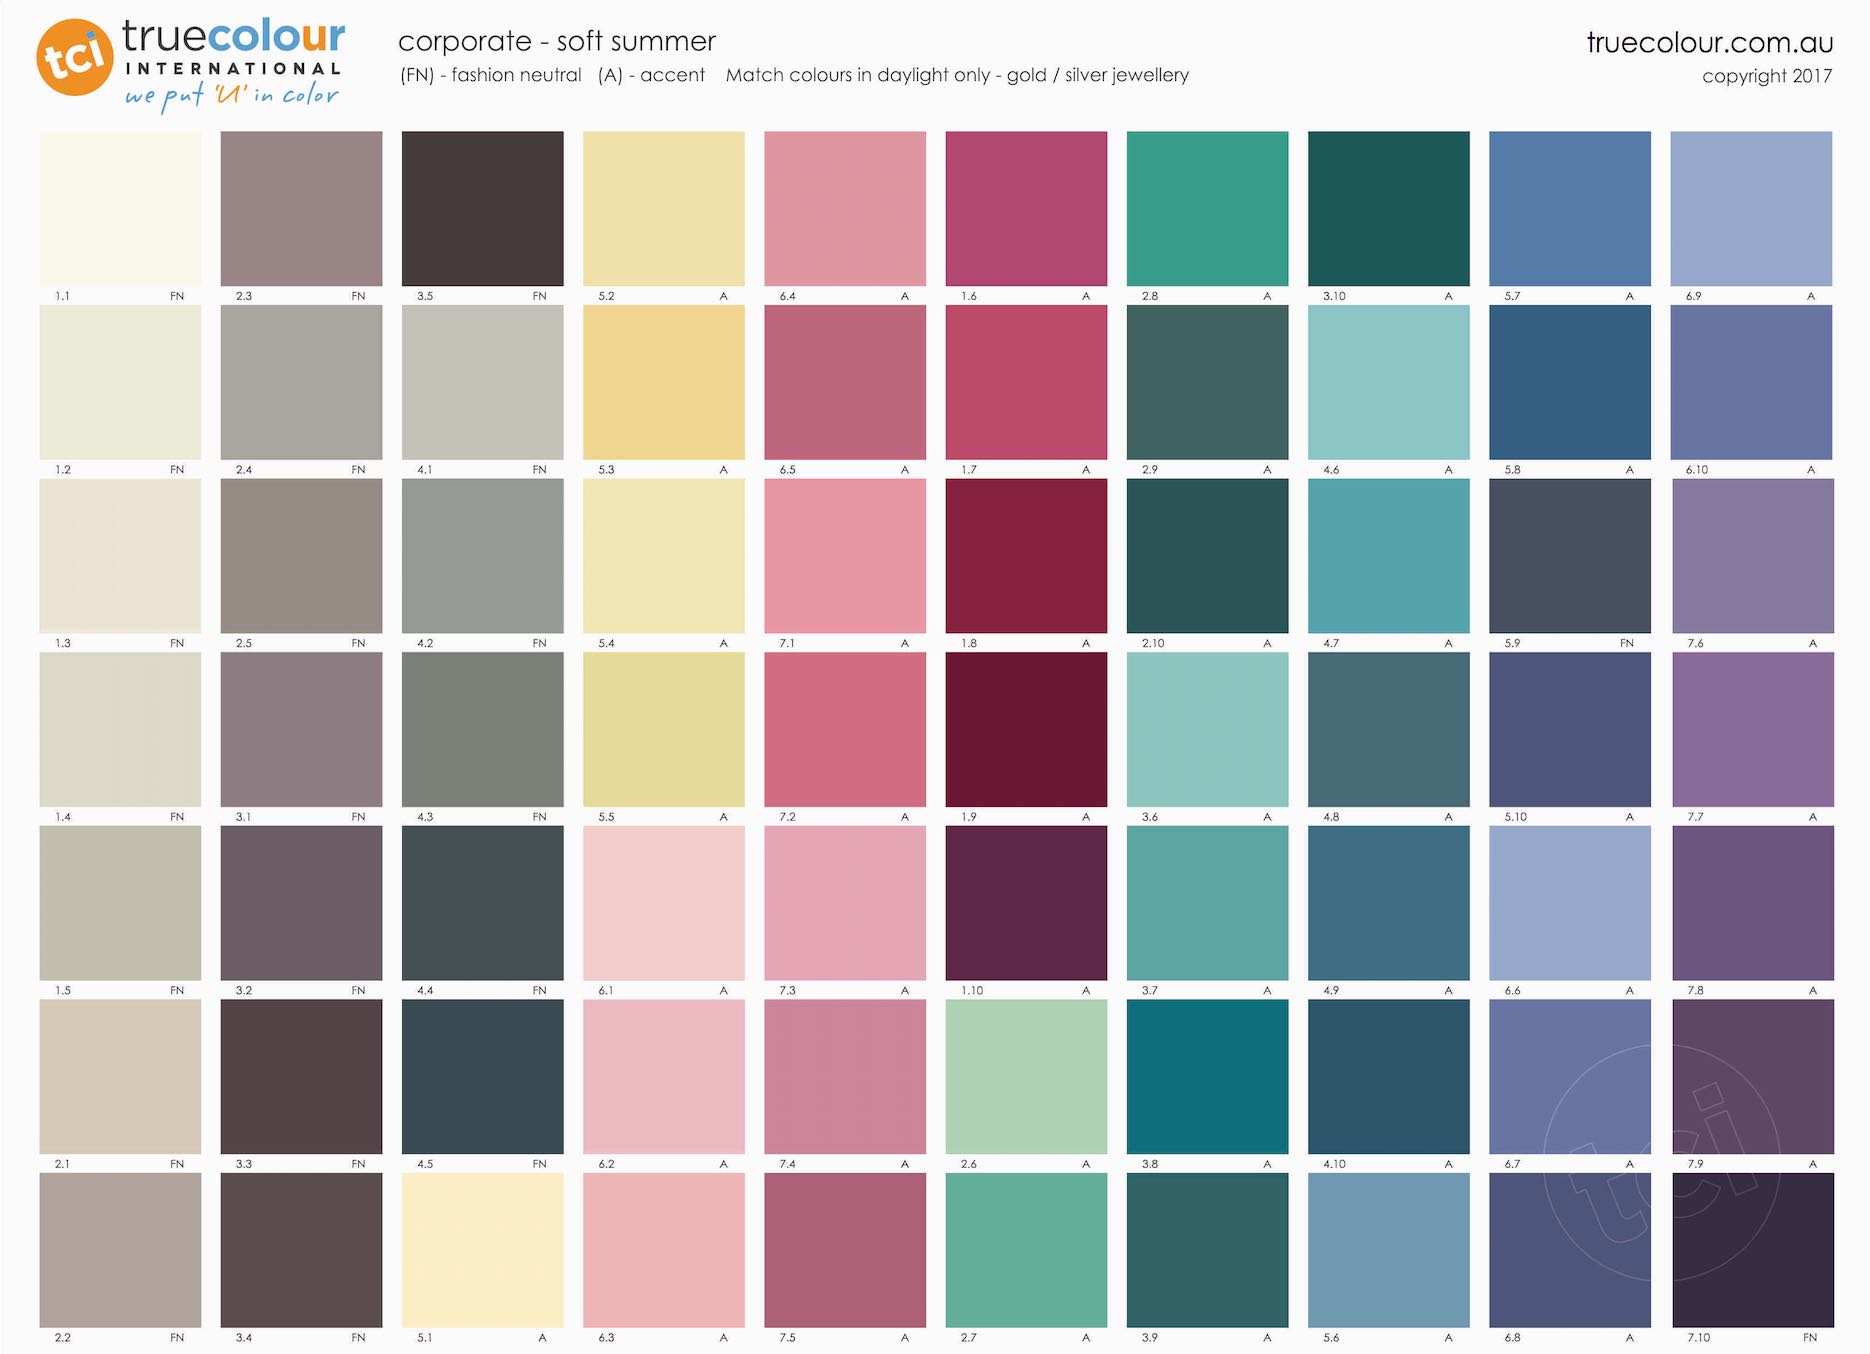 tci truecolour
INTERNATIONAL
we put 'U' in color
corporate - soft summer
(FN) - fashion neutral (A) - accent Match colours in daylight only - gold / silver jewellery
truecolour.com.au
copyright 2017
1.1 FN 2.3 FN 3.5 FN 5.2 A 6.4 A 1.6 A 2.8 A 3.10 A 5.7 A 6.9 A
1.2 FN 2.4 FN 4.1 FN 5.3 A 6.5 A 1.7 A 2.9 A 4.6 A 5.8 A 6.10 A
1.3 FN 2.5 FN 4.2 FN 5.4 A 7.1 A 1.8 A 2.10 A 4.7 A 5.9 FN 7.6 A
1.4 FN 3.1 FN 4.3 FN 5.5 A 7.2 A 1.9 A 3.6 A 4.8 A 5.10 A 7.7 A
1.5 FN 3.2 FN 4.4 FN 6.1 A 7.3 A 1.10 A 3.7 A 4.9 A 6.6 A 7.8 A
2.1 FN 3.3 FN 4.5 FN 6.2 A 7.4 A 2.6 A 3.8 A 4.10 A 6.7 A 7.9 A
tci
2.2 FN 3.4 FN 5.1 A 6.3 A 7.5 A 2.7 A 3.9 A 5.6 A 6.8 A 7.10 FN